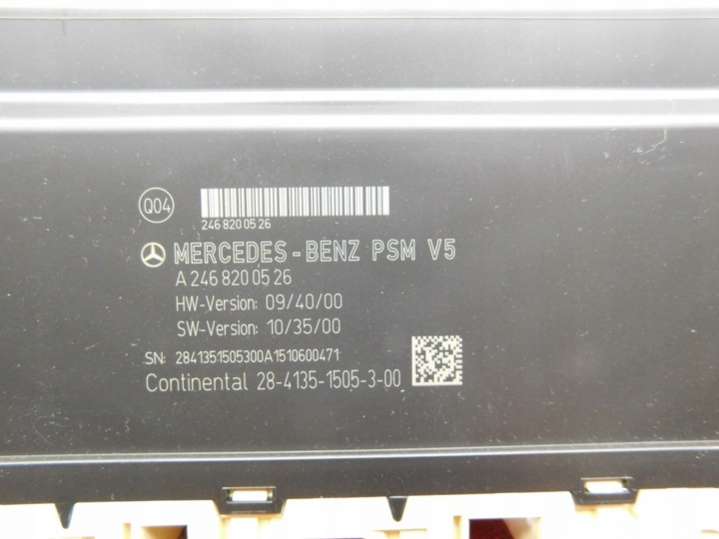 Q04
246 820 05 26
MERCEDES-BENZ PSM V5
A 246 820 05 26
HW-Version: 09/40/00
SW-Version: 10/35/00
SN: 2841351505300A1510600471
Continental 28-4135-1505-3-00